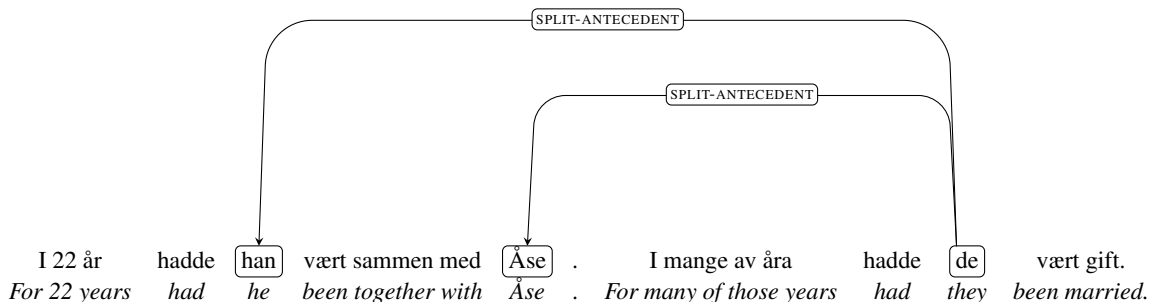 SPLIT-ANTECEDENT
SPLIT-ANTECEDENT
I 22 år hadde han vært sammen med Åse . I mange av åra hadde de vært gift.
For 22 years had he been together with Åse . For many of those years had they been married.